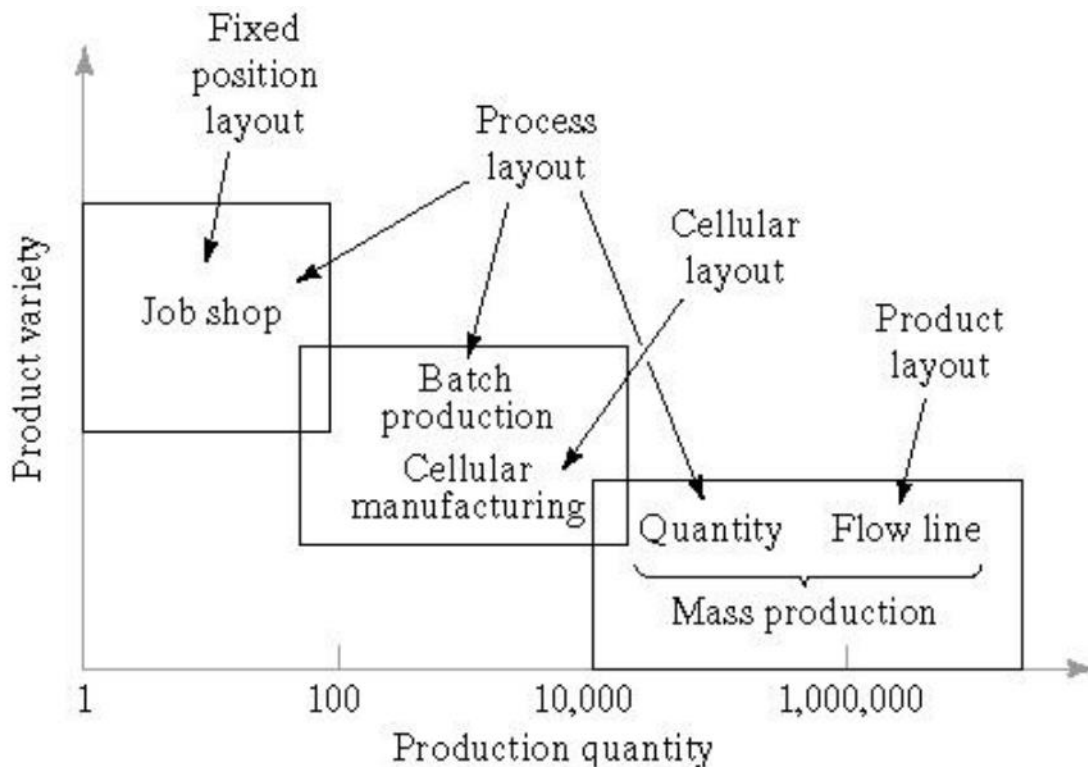 Fixed
position
layout
Process
layout
Cellular
layout
Product
layout
Product variety
Job shop
Batch
production
Cellular
manufacturing
Quantity
Flow line
Mass production
1
100
10,000
1,000,000
Production quantity